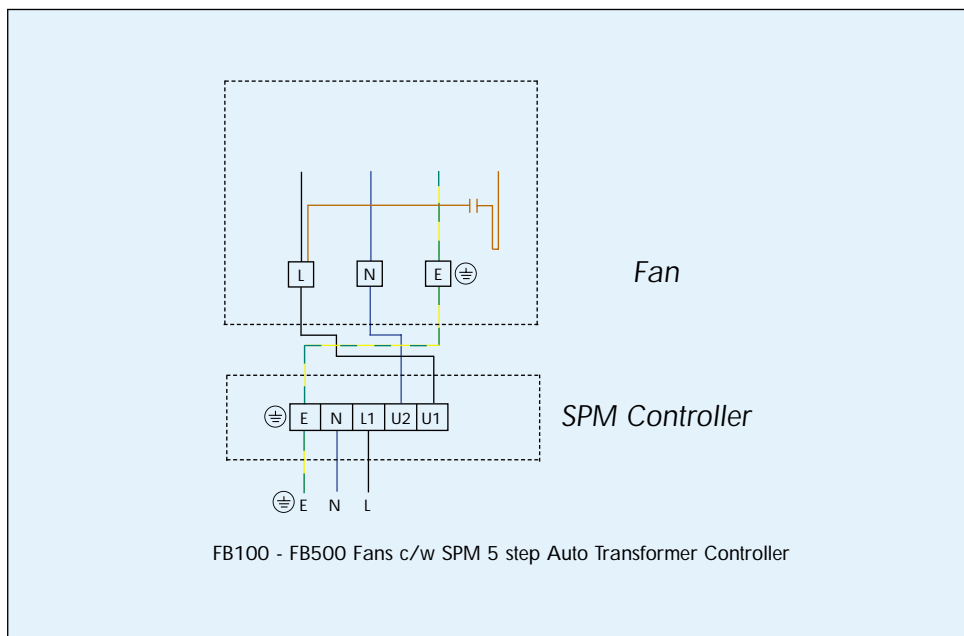 L N E
Fan
E N L1 U2 U1
SPM Controller
E N L
FB100 - FB500 Fans c/w SPM 5 step Auto Transformer Controller